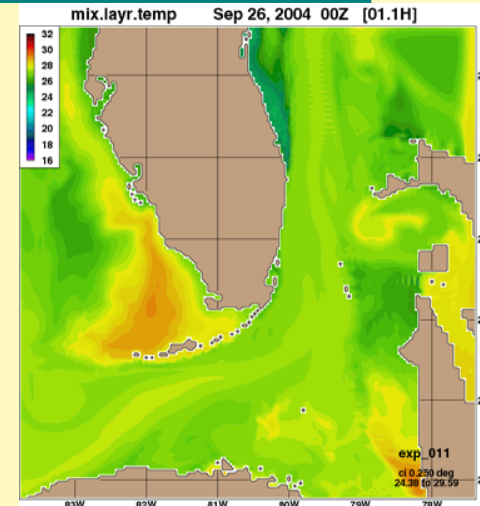 mix.layr.temp Sep 26, 2004 00Z [01.1H]
32
30
28
26
24
22
20
18
16
exp_011
ci 0.250 deg
24.38 to 29.59
83W 82W 81W 80W 79W 78W